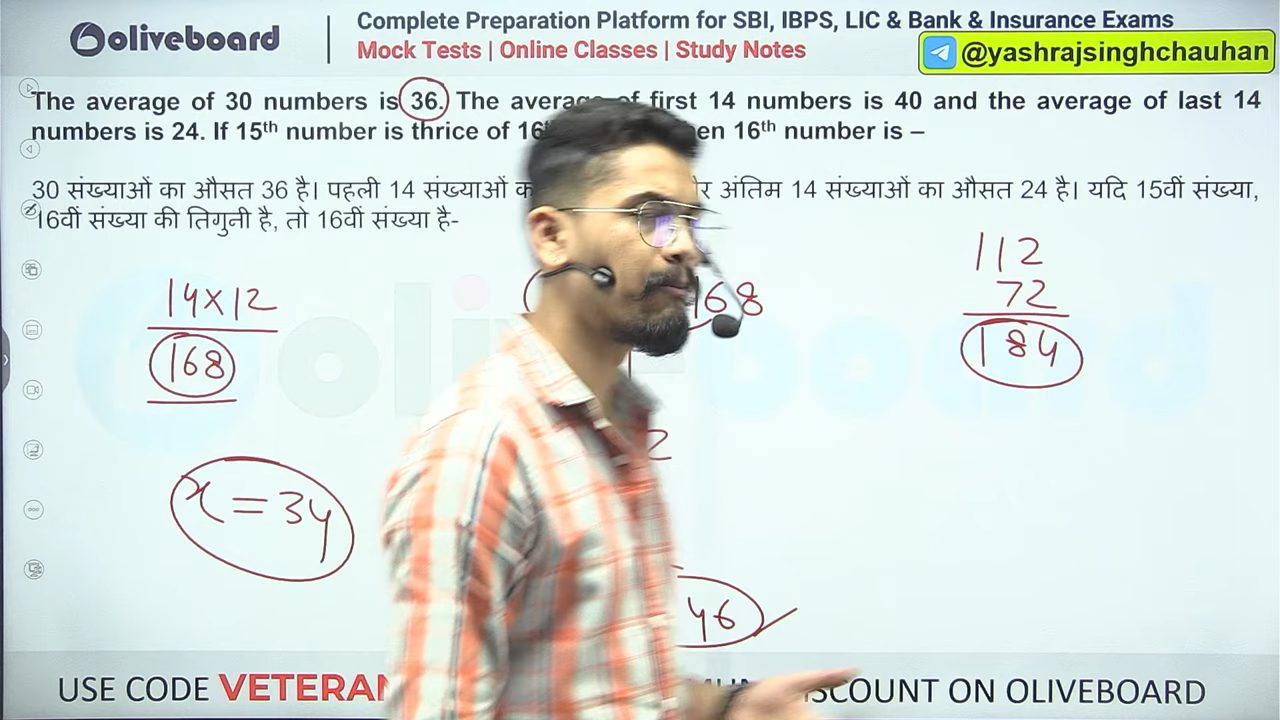 oliveboard
Complete Preparation Platform for SBI, IBPS, LIC & Bank & Insurance Exams
Mock Tests | Online Classes | Study Notes
@yashrajsinghchauhan
The average of 30 numbers is 36. The average of first 14 numbers is 40 and the average of last 14
numbers is 24. If 15th number is thrice of 16 en 16th number is –
30 संख्याओं का औसत 36 है। पहली 14 संख्याओं र अंतिम 14 संख्याओं का औसत 24 है। यदि 15वीं संख्या,
16वीं संख्या की तिगुनी है, तो 16वीं संख्या है-
14x12
168
168
112
72
184
2
x = 34
46
USE CODE VETERAN SCOUNT ON OLIVEBOARD